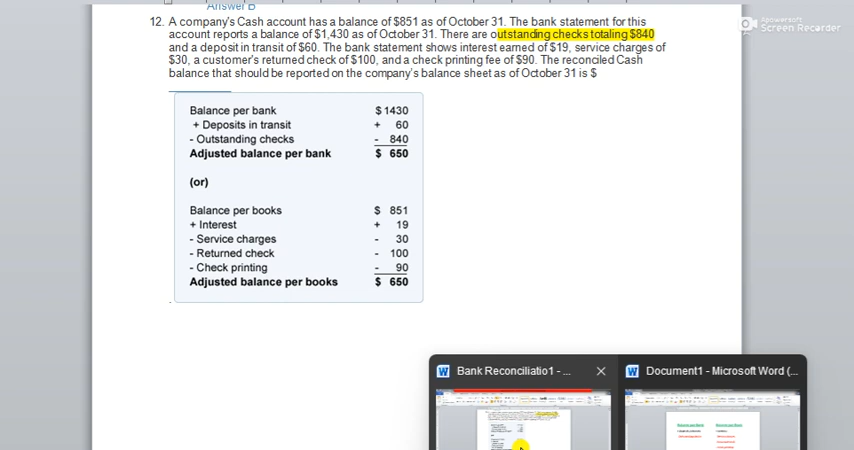 Answer B
12. A company's Cash account has a balance of $851 as of October 31. The bank statement for this
account reports a balance of $1,430 as of October 31. There are outstanding checks totaling $840
and a deposit in transit of $60. The bank statement shows interest earned of $19, service charges of
$30, a customer's returned check of $100, and a check printing fee of $90. The reconciled Cash
balance that should be reported on the company's balance sheet as of October 31 is $
Apowersoft
Screen Recorder
Balance per bank $ 1430
+ Deposits in transit + 60
- Outstanding checks - 840
Adjusted balance per bank $ 650
(or)
Balance per books $ 851
+ Interest + 19
- Service charges - 30
- Returned check - 100
- Check printing - 90
Adjusted balance per books $ 650
Bank Reconciliatio1 - ...
Document1 - Microsoft Word (...